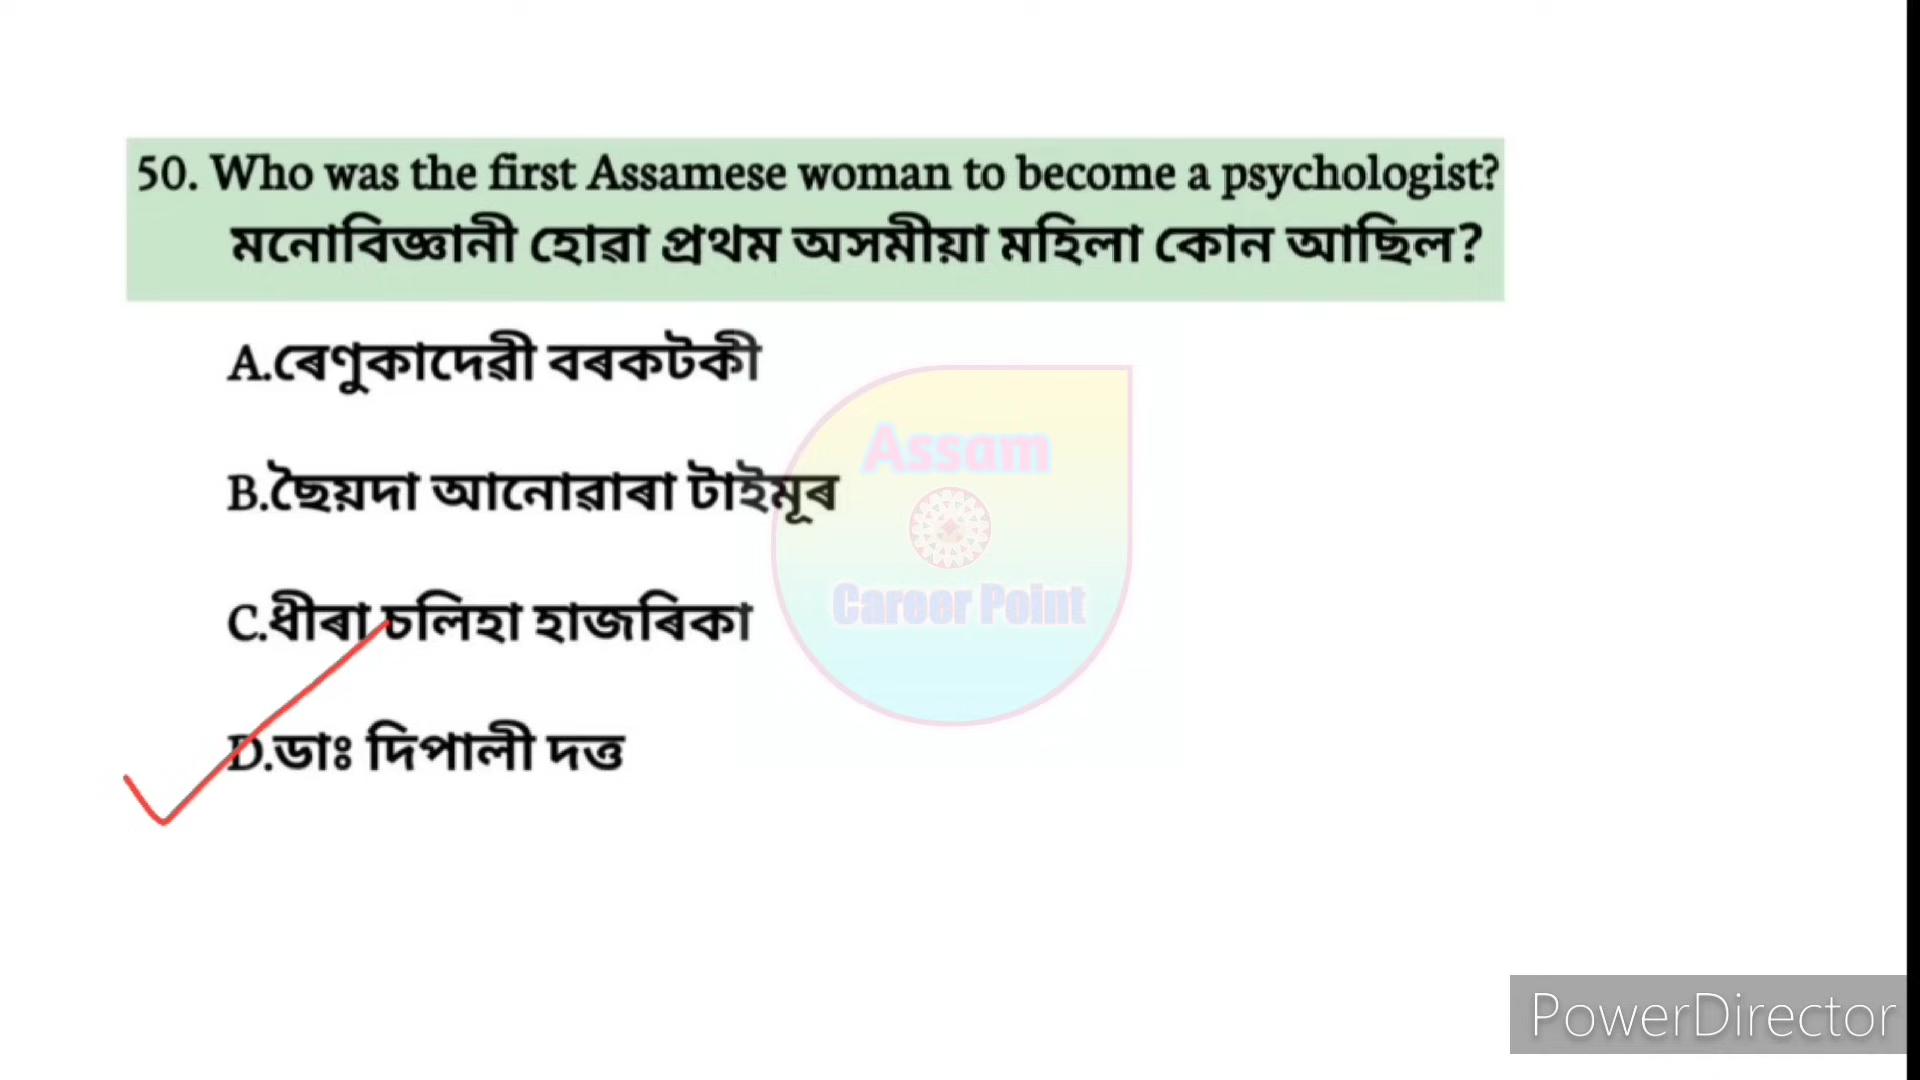 50. Who was the first Assamese woman to become a psychologist?
মনোবিজ্ঞানী হোৱা প্ৰথম অসমীয়া মহিলা কোন আছিল?
A.ৰেণুকাদেৱী বৰকটকী
B.ছৈয়দা আনোৱাৰা টাইমূৰ
C.ধীৰা চলিহা হাজৰিকা
D.ডাঃ দিপালী দত্ত
Assam
Career Point
PowerDirector